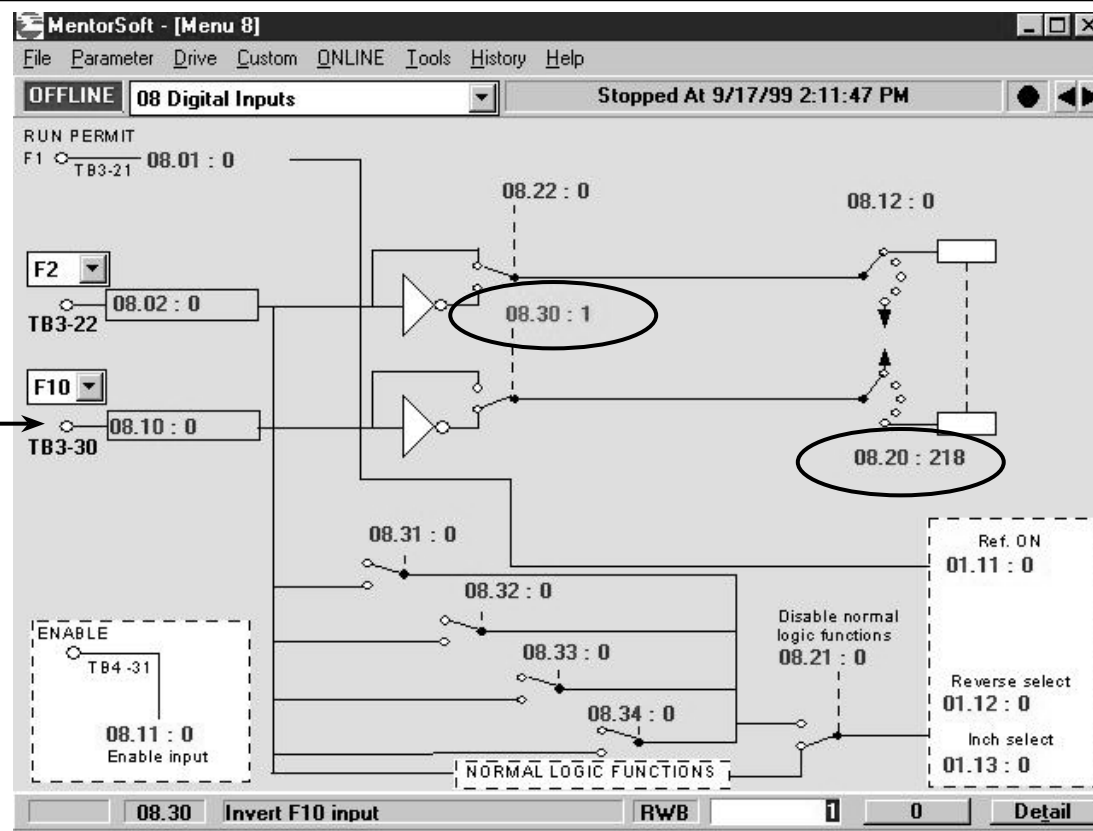 MentorSoft - [Menu 8]
File Parameter Drive Custom ONLINE Tools History Help
OFFLINE 08 Digital Inputs Stopped At 9/17/99 2:11:47 PM
RUN PERMIT
F1 TB3-21 08.01 : 0
08.22 : 0
08.12 : 0
F2
08.02 : 0
TB3-22
08.30 : 1
F10
08.10 : 0
TB3-30
08.20 : 218
08.31 : 0
Ref. ON
01.11 : 0
08.32 : 0
Disable normal
logic functions
08.21 : 0
ENABLE
TB4-31
08.33 : 0
Reverse select
01.12 : 0
08.34 : 0
08.11 : 0
Enable input
Inch select
01.13 : 0
NORMAL LOGIC FUNCTIONS
08.30 Invert F10 input RWB 1 0 Detail